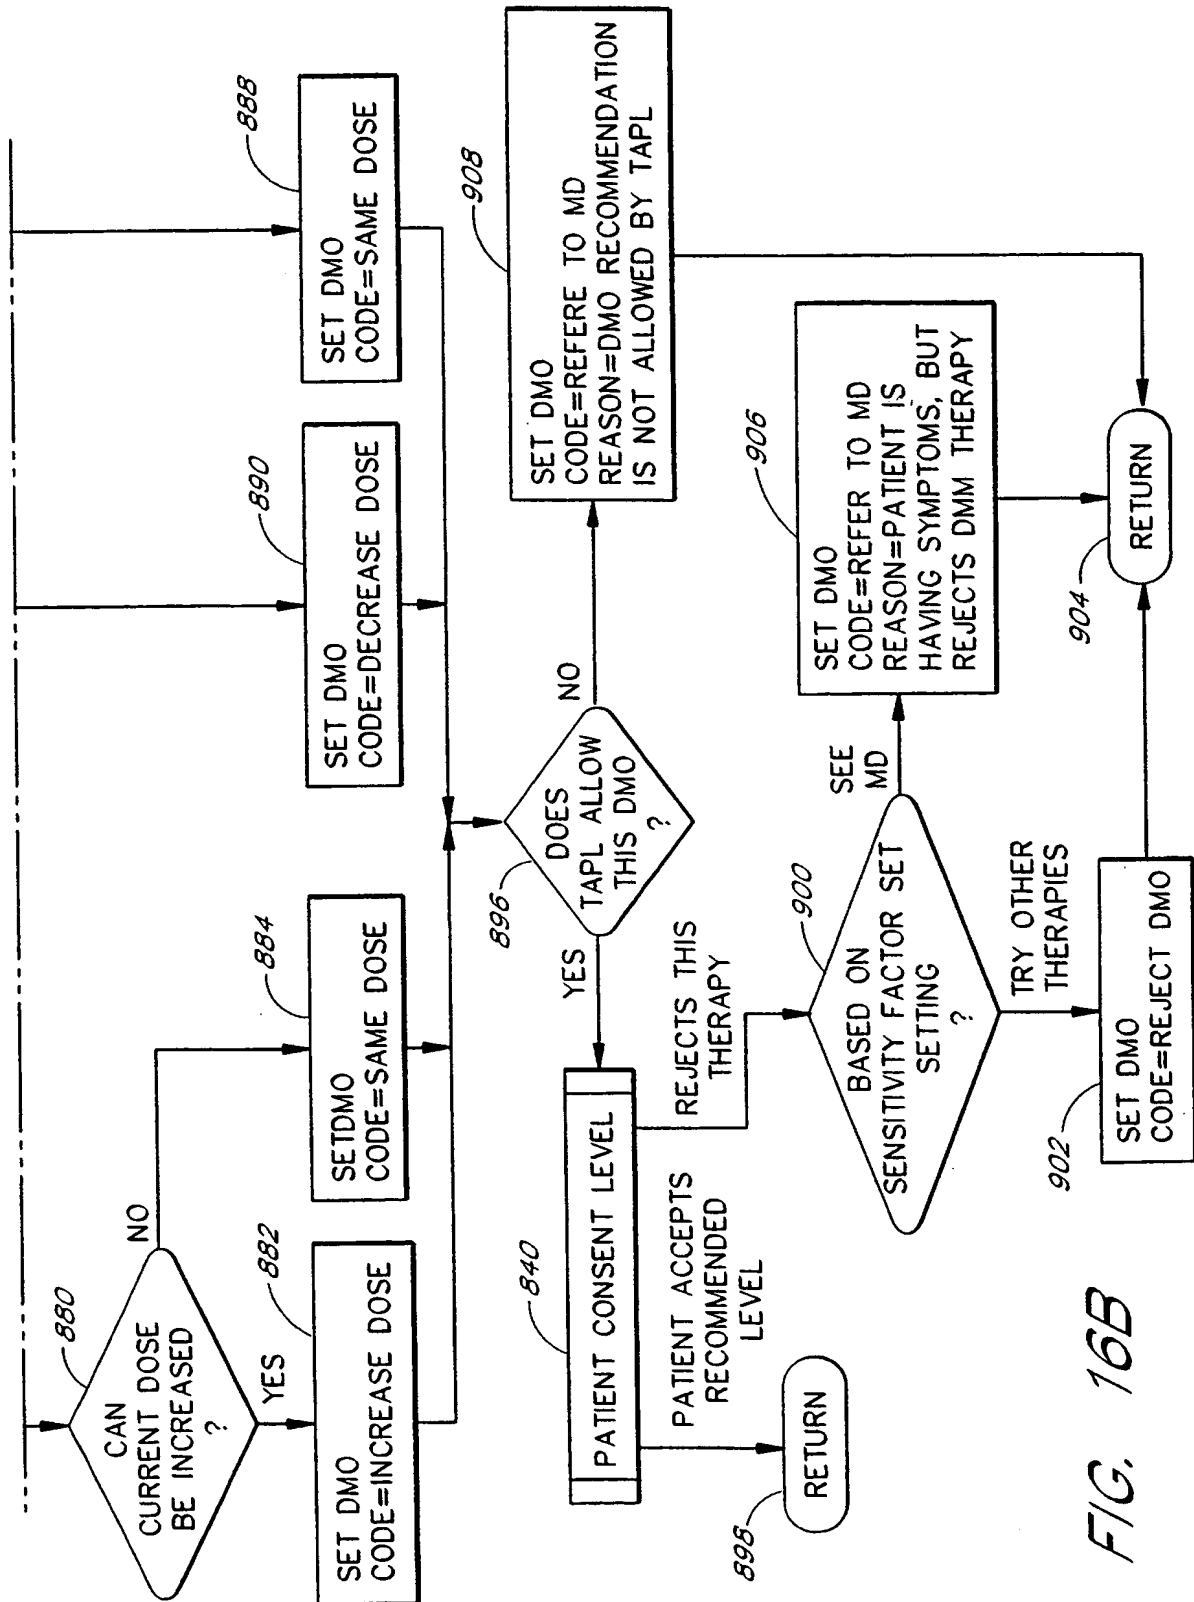 880
CAN
CURRENT DOSE
BE INCREASED
?
NO
YES
882
SET DMO
CODE=INCREASE DOSE
884
SETDMO
CODE=SAME DOSE
890
SET DMO
CODE=DECREASE DOSE
888
SET DMO
CODE=SAME DOSE
896
DOES
TAPL ALLOW
THIS DMO
?
NO
YES
908
SET DMO
CODE=REFERE TO MD
REASON=DMO RECOMMENDATION
IS NOT ALLOWED BY TAPL
840
PATIENT CONSENT LEVEL
PATIENT ACCEPTS
RECOMMENDED
LEVEL
REJECTS THIS
THERAPY
898
RETURN
900
BASED ON
SENSITIVITY FACTOR SET
SETTING
?
SEE
MD
TRY OTHER
THERAPIES
906
SET DMO
CODE=REFER TO MD
REASON=PATIENT IS
HAVING SYMPTOMS, BUT
REJECTS DMM THERAPY
902
SET DMO
CODE=REJECT DMO
904
RETURN
FIG. 16B